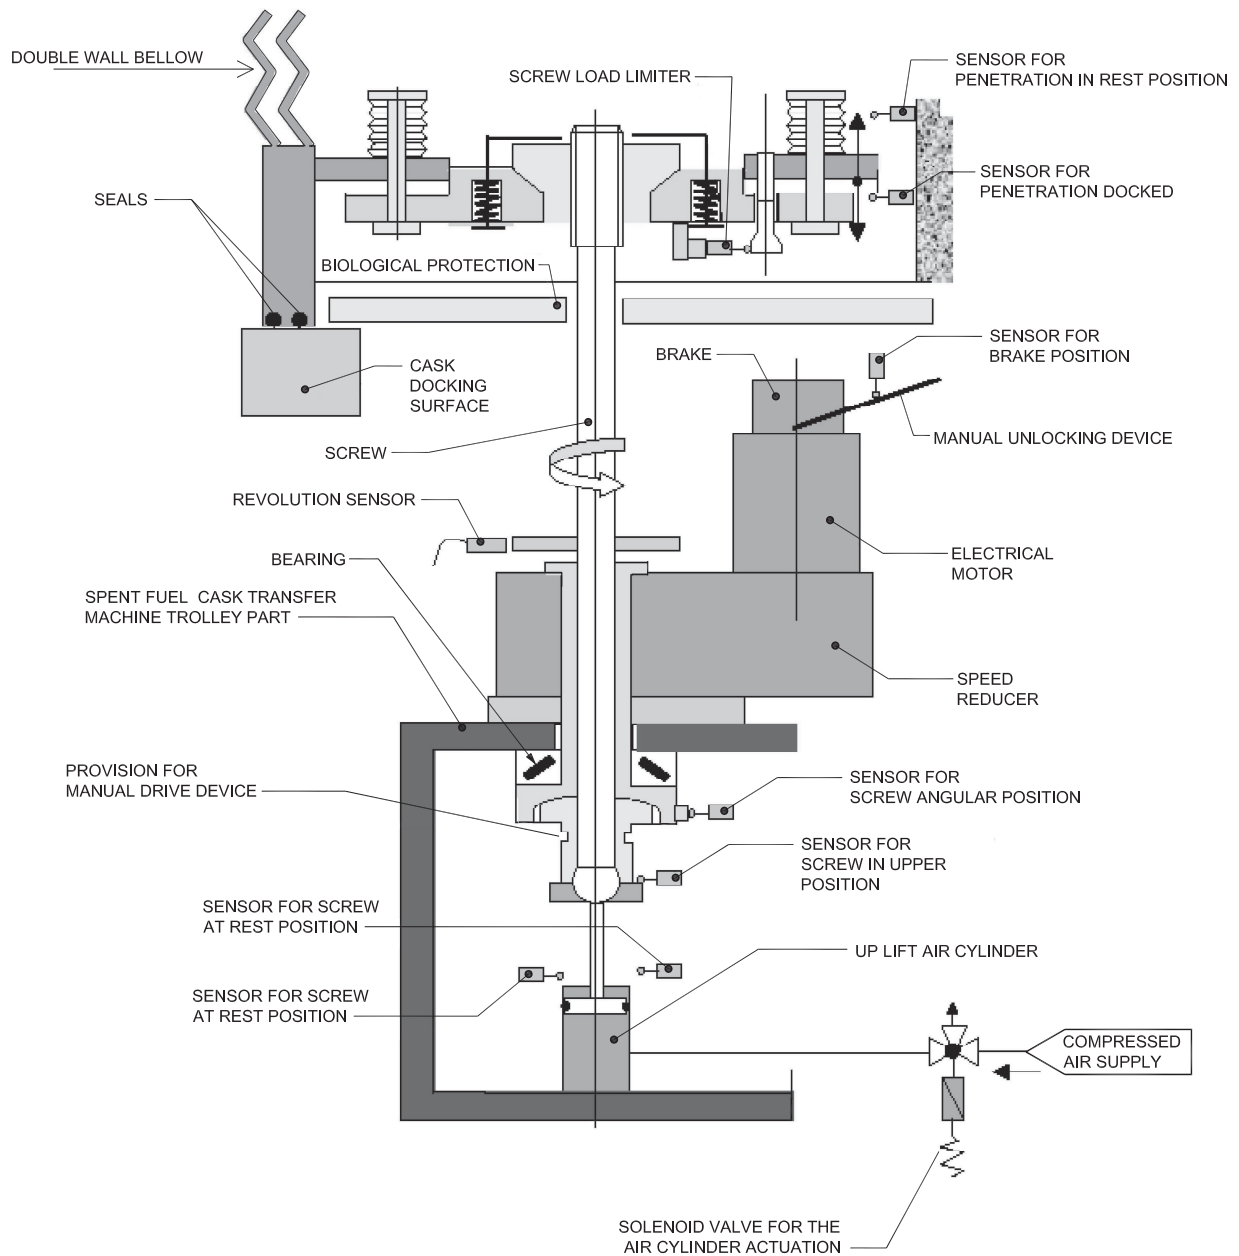 DOUBLE WALL BELLOW
SCREW LOAD LIMITER
SENSOR FOR
PENETRATION IN REST POSITION
SEALS
SENSOR FOR
PENETRATION DOCKED
BIOLOGICAL PROTECTION
SENSOR FOR
BRAKE POSITION
BRAKE
CASK
DOCKING
SURFACE
MANUAL UNLOCKING DEVICE
SCREW
REVOLUTION SENSOR
BEARING
ELECTRICAL
MOTOR
SPENT FUEL CASK TRANSFER
MACHINE TROLLEY PART
SPEED
REDUCER
PROVISION FOR
MANUAL DRIVE DEVICE
SENSOR FOR
SCREW ANGULAR POSITION
SENSOR FOR
SCREW IN UPPER
POSITION
SENSOR FOR SCREW
AT REST POSITION
UP LIFT AIR CYLINDER
SENSOR FOR SCREW
AT REST POSITION
COMPRESSED
AIR SUPPLY
SOLENOID VALVE FOR THE
AIR CYLINDER ACTUATION